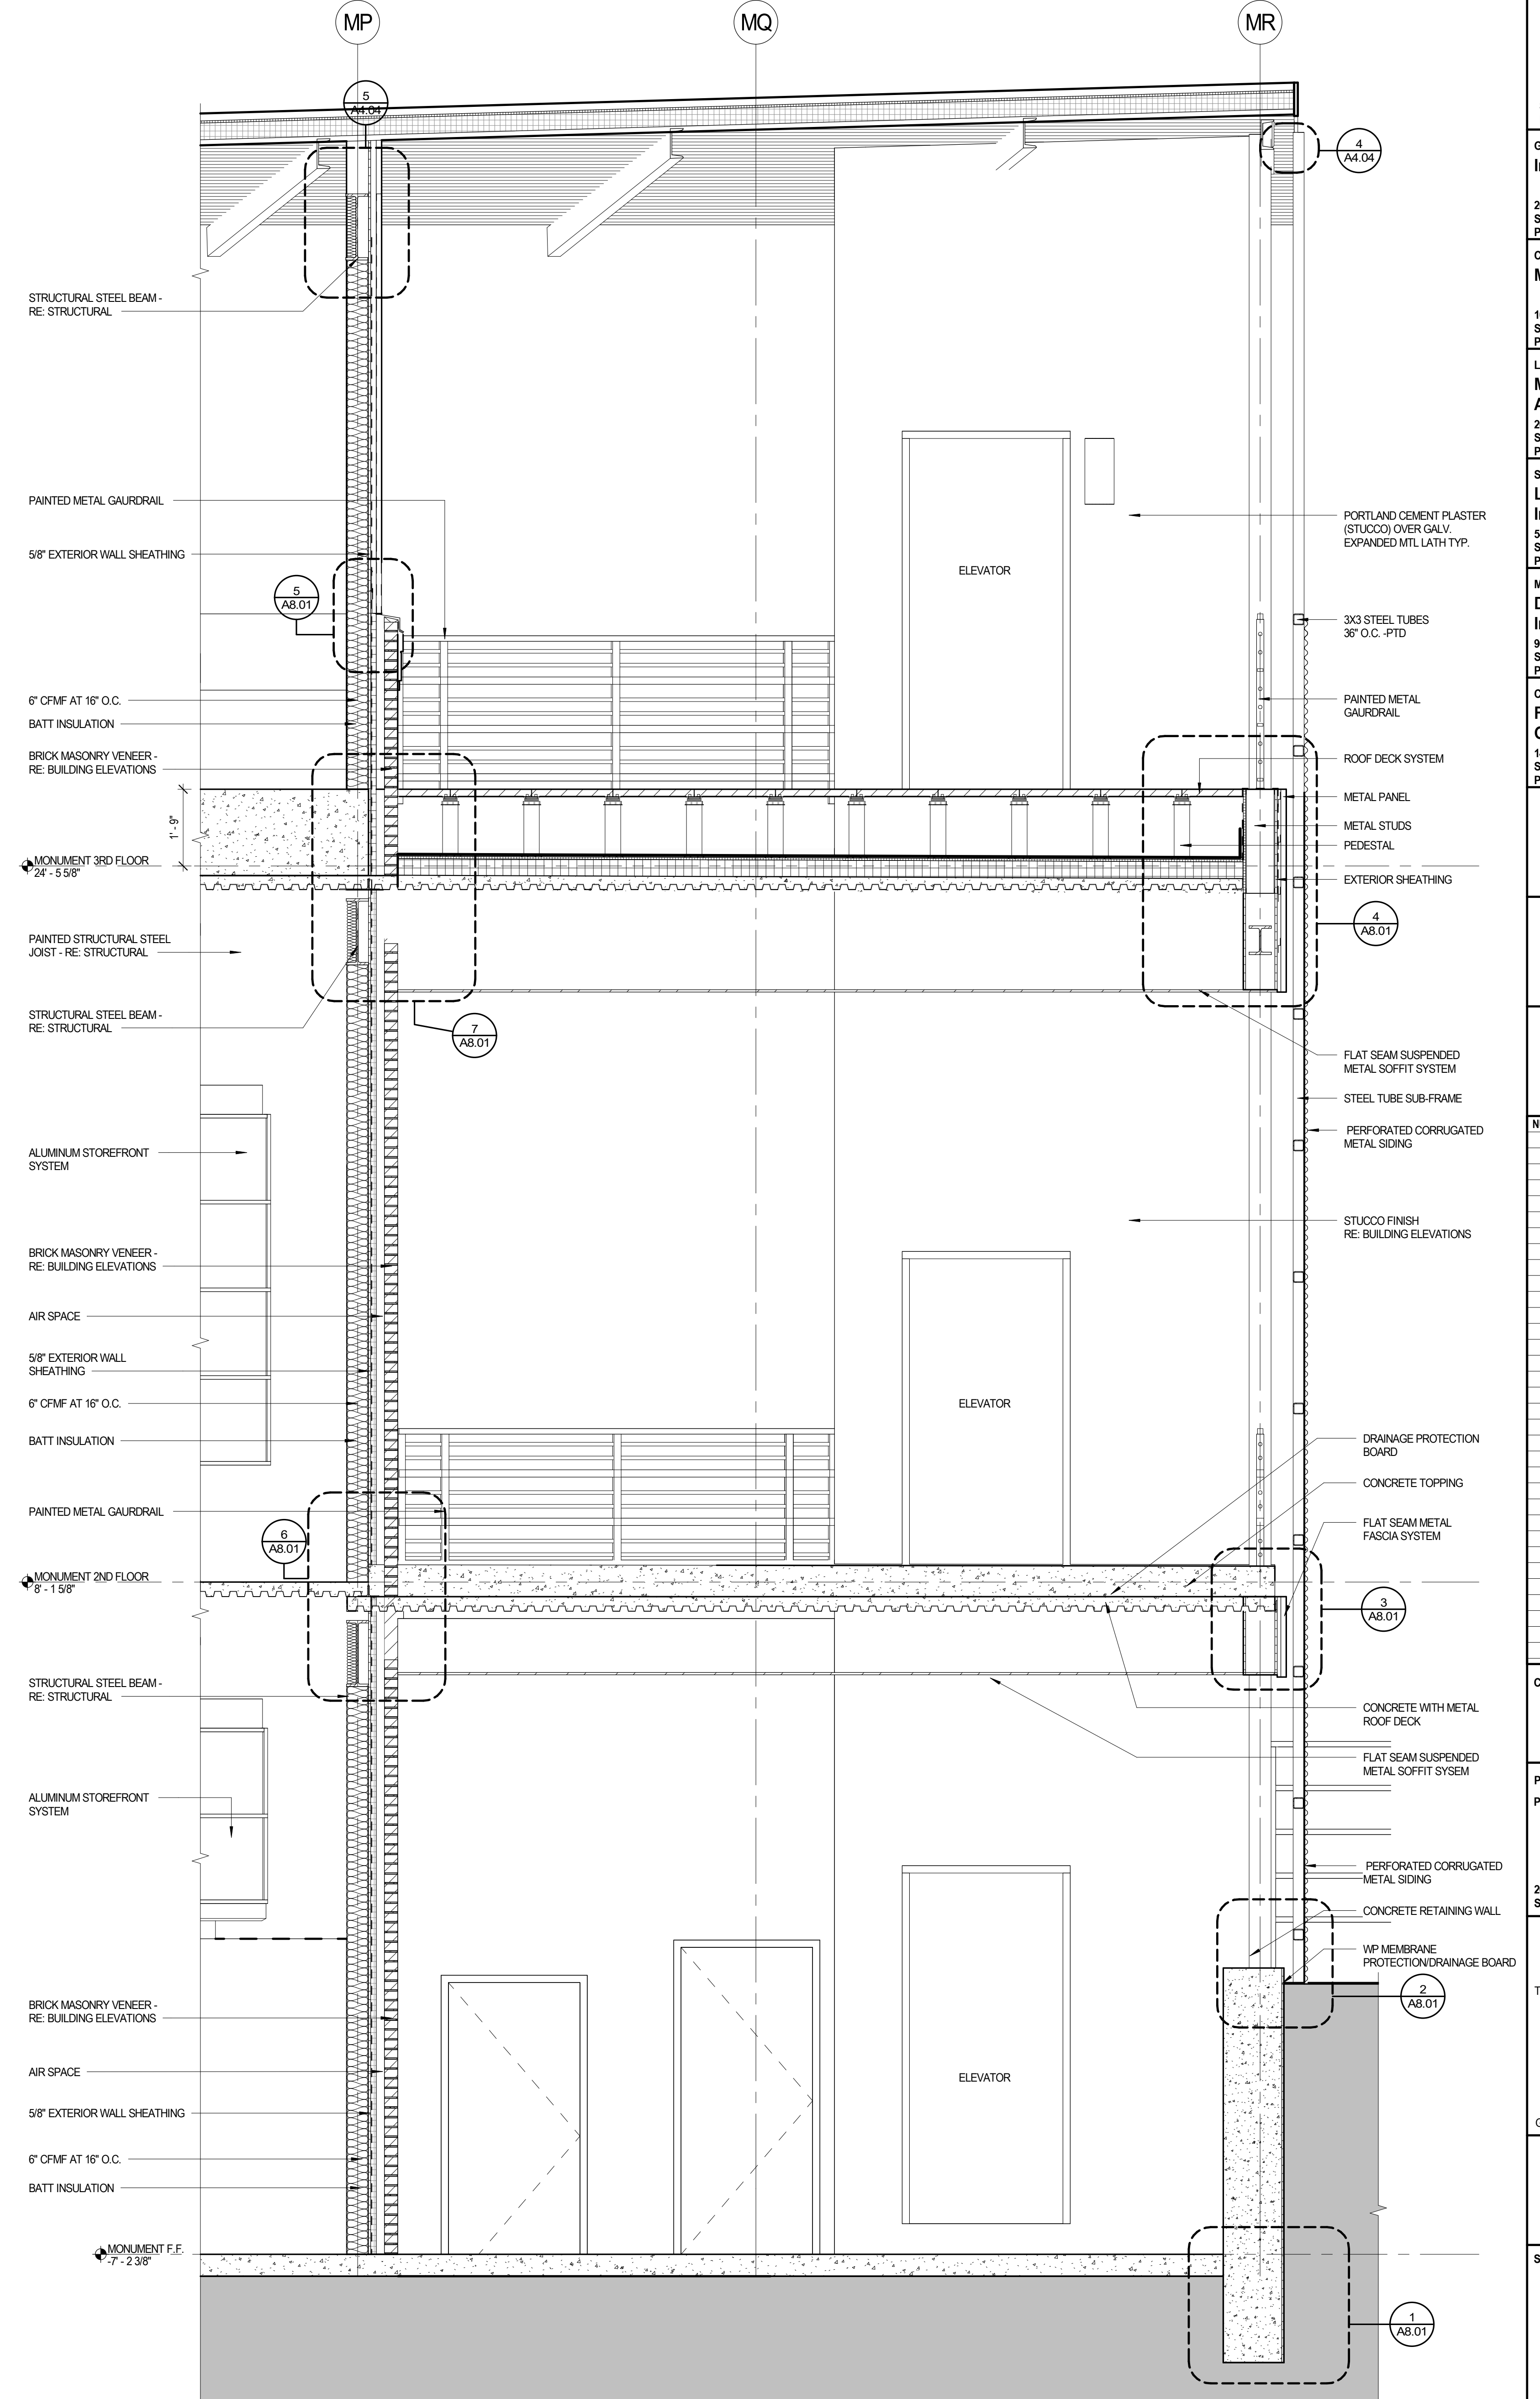 MP
MQ
MR
5
A4.04
4
A4.04
STRUCTURAL STEEL BEAM -
RE: STRUCTURAL
PAINTED METAL GAURDRAIL
5/8" EXTERIOR WALL SHEATHING
5
A8.01
6" CFMF AT 16" O.C.
BATT INSULATION
BRICK MASONRY VENEER -
RE: BUILDING ELEVATIONS
1' - 9"
MONUMENT 3RD FLOOR
24' - 5 5/8"
PAINTED STRUCTURAL STEEL
JOIST - RE: STRUCTURAL
STRUCTURAL STEEL BEAM -
RE: STRUCTURAL
7
A8.01
ELEVATOR
PORTLAND CEMENT PLASTER
(STUCCO) OVER GALV.
EXPANDED MTL LATH TYP.
3X3 STEEL TUBES
36" O.C. -PTD
PAINTED METAL
GAURDRAIL
ROOF DECK SYSTEM
METAL PANEL
METAL STUDS
PEDESTAL
EXTERIOR SHEATHING
4
A8.01
FLAT SEAM SUSPENDED
METAL SOFFIT SYSTEM
STEEL TUBE SUB-FRAME
PERFORATED CORRUGATED
METAL SIDING
ALUMINUM STOREFRONT
SYSTEM
BRICK MASONRY VENEER -
RE: BUILDING ELEVATIONS
AIR SPACE
5/8" EXTERIOR WALL
SHEATHING
6" CFMF AT 16" O.C.
BATT INSULATION
PAINTED METAL GAURDRAIL
6
A8.01
MONUMENT 2ND FLOOR
8' - 1 5/8"
STUCCO FINISH
RE: BUILDING ELEVATIONS
ELEVATOR
DRAINAGE PROTECTION
BOARD
CONCRETE TOPPING
FLAT SEAM METAL
FASCIA SYSTEM
3
A8.01
STRUCTURAL STEEL BEAM -
RE: STRUCTURAL
ALUMINUM STOREFRONT
SYSTEM
CONCRETE WITH METAL
ROOF DECK
FLAT SEAM SUSPENDED
METAL SOFFIT SYSEM
PERFORATED CORRUGATED
METAL SIDING
CONCRETE RETAINING WALL
WP MEMBRANE
PROTECTION/DRAINAGE BOARD
2
A8.01
BRICK MASONRY VENEER -
RE: BUILDING ELEVATIONS
AIR SPACE
5/8" EXTERIOR WALL SHEATHING
6" CFMF AT 16" O.C.
BATT INSULATION
ELEVATOR
MONUMENT F.F.
-7' - 2 3/8"
1
A8.01